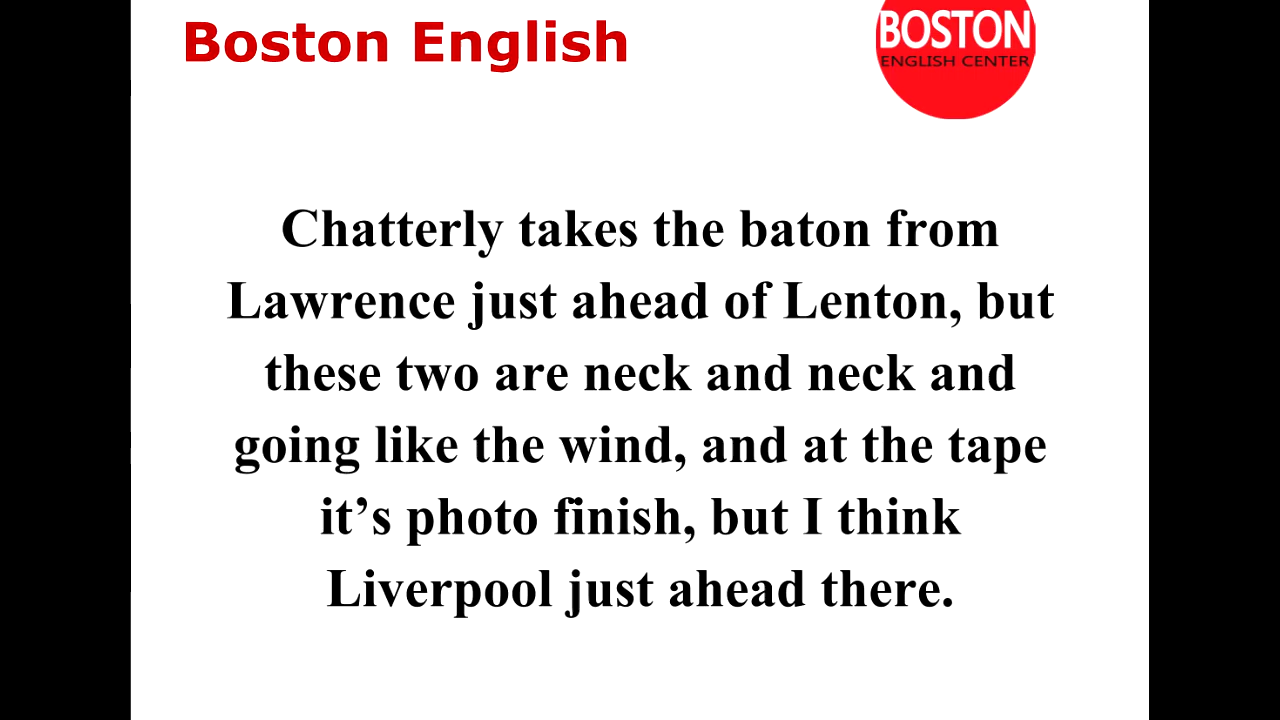 Boston English
BOSTON
ENGLISH CENTER
Chatterly takes the baton from
Lawrence just ahead of Lenton, but
these two are neck and neck and
going like the wind, and at the tape
it’s photo finish, but I think
Liverpool just ahead there.